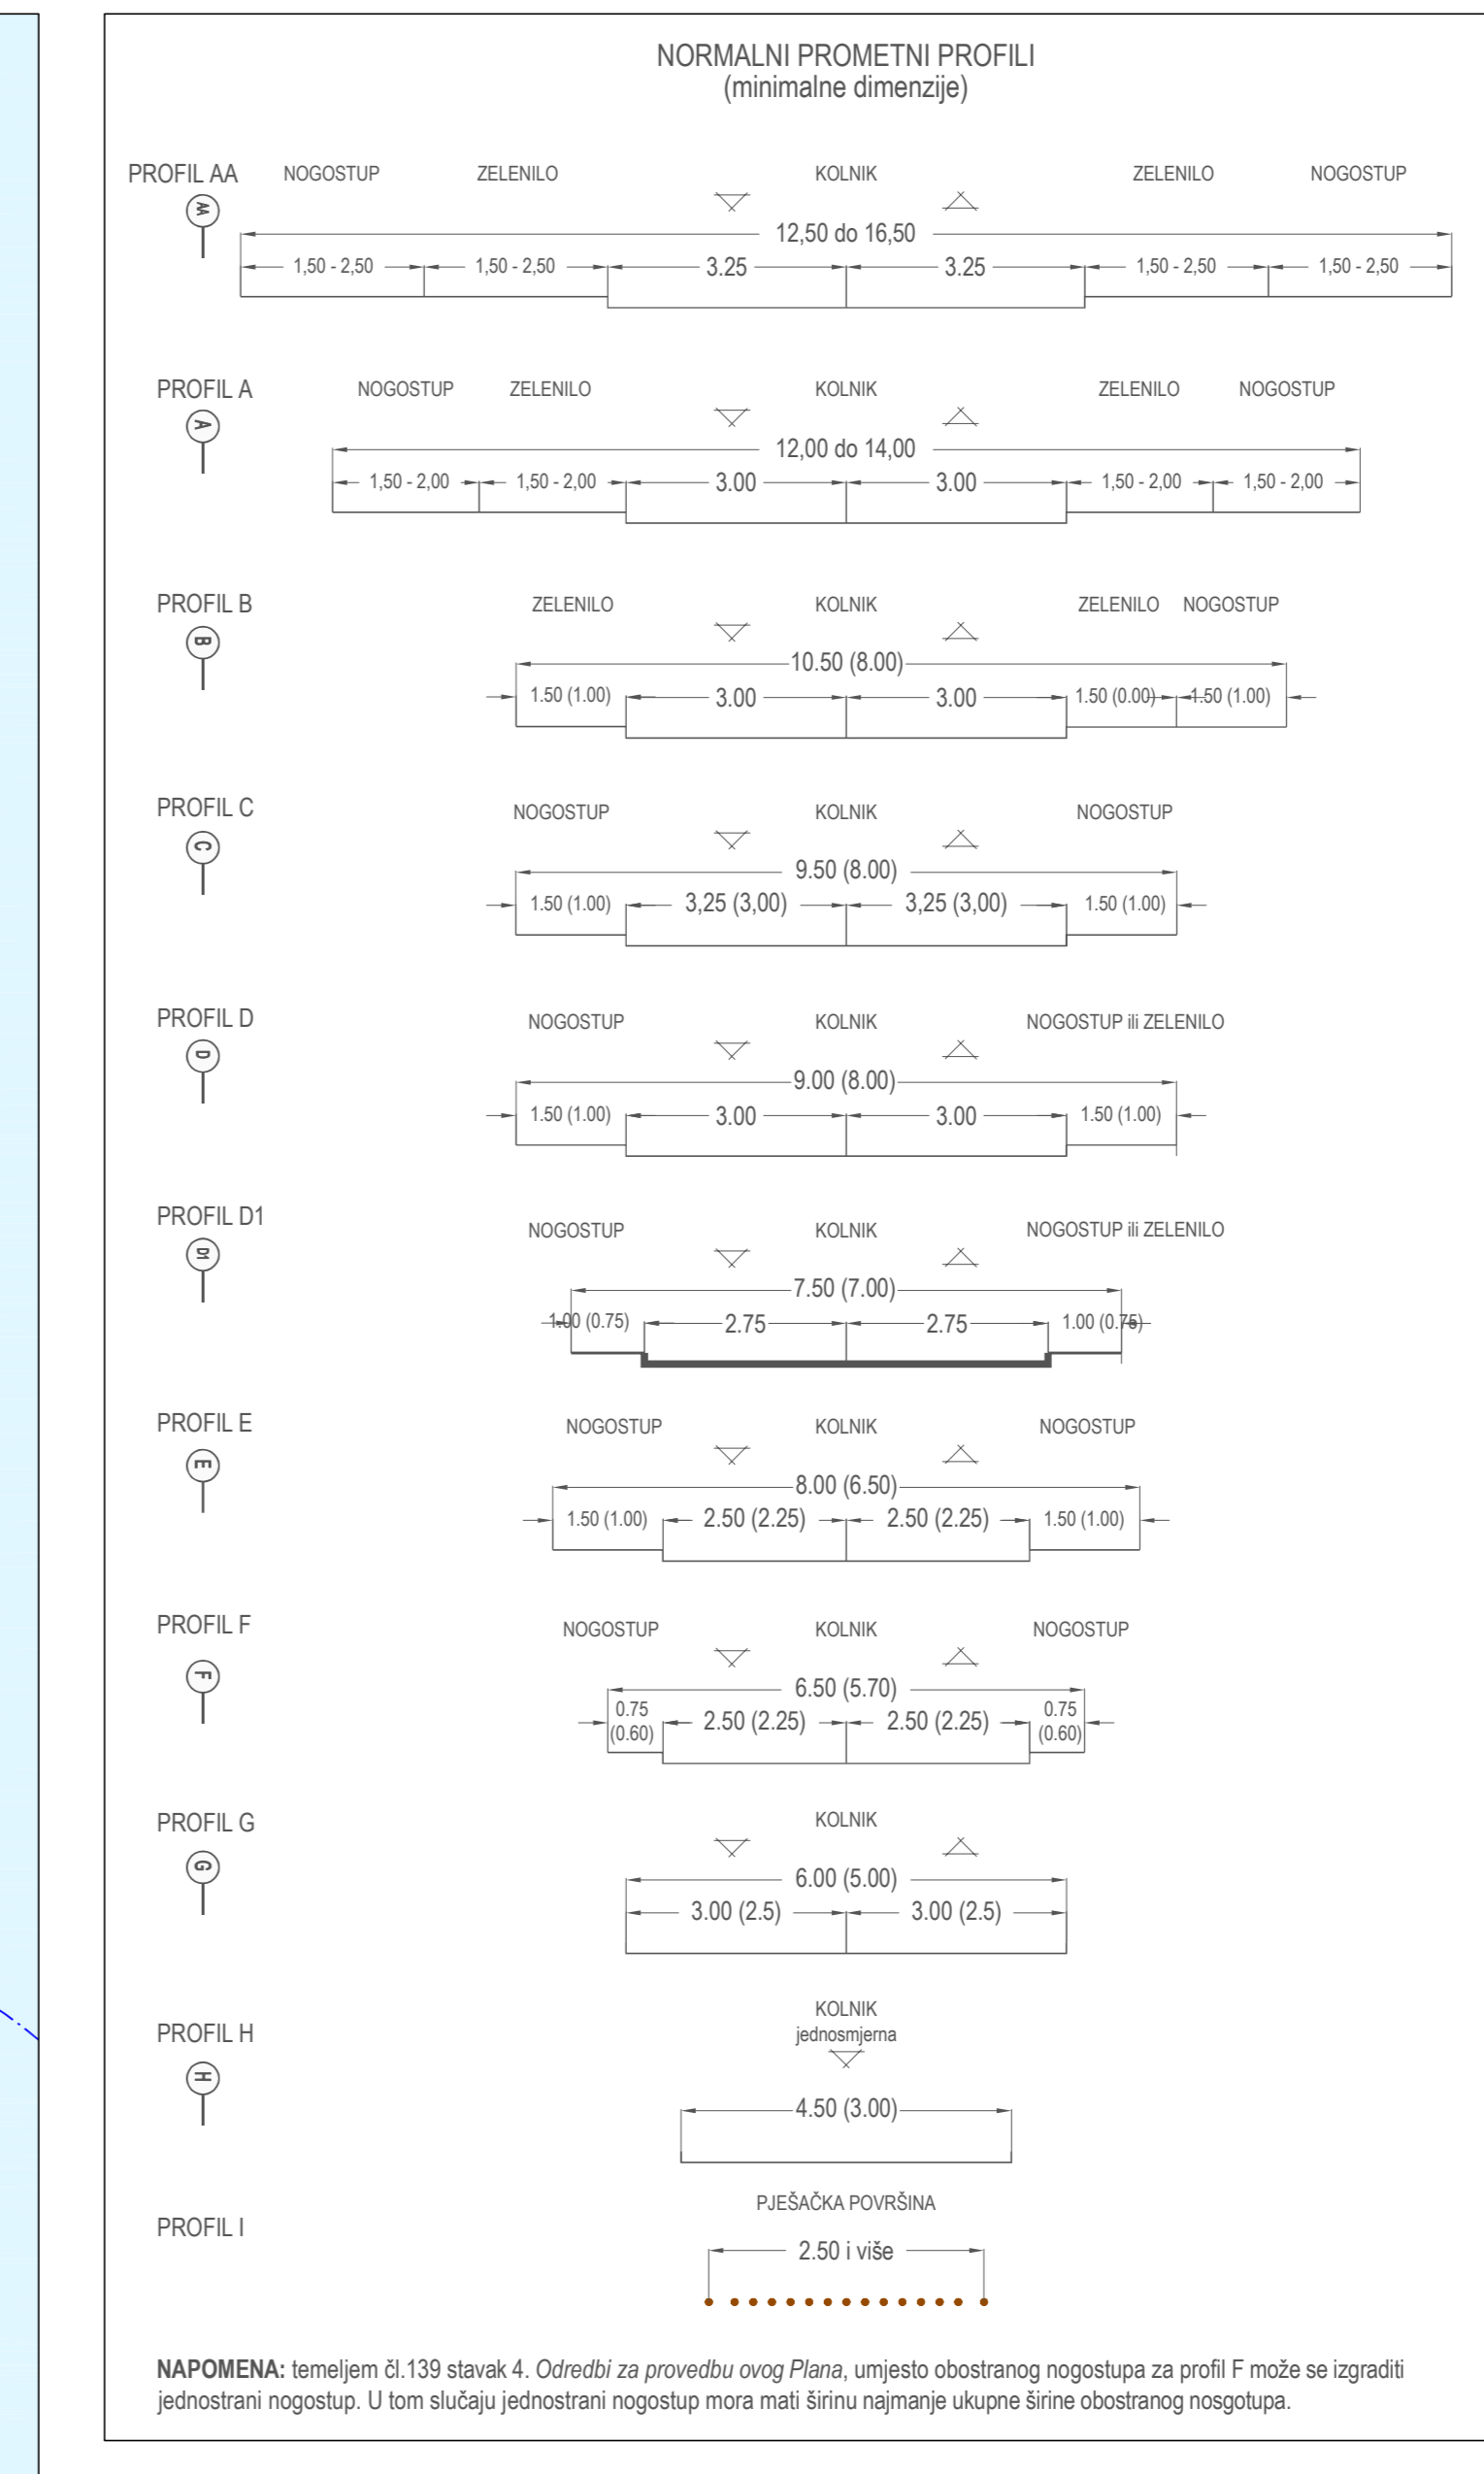 NORMALNI PROMETNI PROFILI
(minimalne dimenzije)
PROFIL AA NOGOSTUP ZELENILO KOLNIK ZELENILO NOGOSTUP
AA
12,50 do 16,50
1,50 - 2,50 1,50 - 2,50 3.25 3.25 1,50 - 2,50 1,50 - 2,50
PROFIL A NOGOSTUP ZELENILO KOLNIK ZELENILO NOGOSTUP
A
12,00 do 14,00
1,50 - 2,00 1,50 - 2,00 3.00 3.00 1,50 - 2,00 1,50 - 2,00
PROFIL B ZELENILO KOLNIK ZELENILO NOGOSTUP
B
10.50 (8.00)
1.50 (1.00) 3.00 3.00 1.50 (0.00) 1.50 (1.00)
PROFIL C NOGOSTUP KOLNIK NOGOSTUP
C
9.50 (8.00)
1.50 (1.00) 3,25 (3,00) 3,25 (3,00) 1.50 (1.00)
PROFIL D NOGOSTUP KOLNIK NOGOSTUP ili ZELENILO
D
9.00 (8.00)
1.50 (1.00) 3.00 3.00 1.50 (1.00)
PROFIL D1 NOGOSTUP KOLNIK NOGOSTUP ili ZELENILO
D1
7.50 (7.00)
1.00 (0.75) 2.75 2.75 1.00 (0.75)
PROFIL E NOGOSTUP KOLNIK NOGOSTUP
E
8.00 (6.50)
1.50 (1.00) 2.50 (2.25) 2.50 (2.25) 1.50 (1.00)
PROFIL F NOGOSTUP KOLNIK NOGOSTUP
F
6.50 (5.70)
0.75 2.50 (2.25) 2.50 (2.25) 0.75
(0.60) (0.60)
PROFIL G KOLNIK
G
6.00 (5.00)
3.00 (2.5) 3.00 (2.5)
KOLNIK
PROFIL H jednosmjerna
H
4.50 (3.00)
PJEŠAČKA POVRŠINA
PROFIL I
2.50 i više
NAPOMENA: temeljem čl.139 stavak 4. Odredbi za provedbu ovog Plana, umjesto obostranog nogostupa za profil F može se izgraditi
jednostrani nogostup. U tom slučaju jednostrani nogostup mora mati širinu najmanje ukupne širine obostranog nosgotupa.